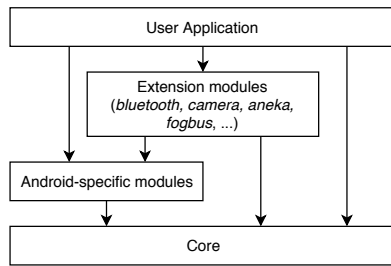 User Application
Extension modules
(bluetooth, camera, aneka,
fogbus, ...)
Android-specific modules
Core